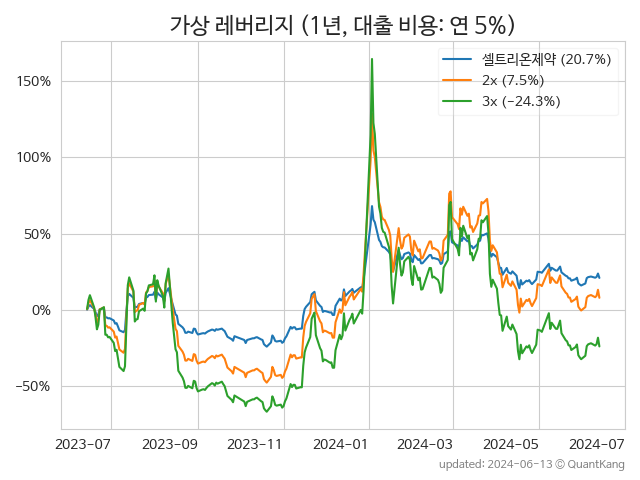 가상 레버리지 (1년, 대출 비용: 연 5%)
셀트리온제약 (20.7%)
2x (7.5%)
3x (−24.3%)
150%
100%
50%
0%
−50%
2023-07 2023-09 2023-11 2024-01 2024-03 2024-05 2024-07
updated: 2024-06-13 © QuantKang